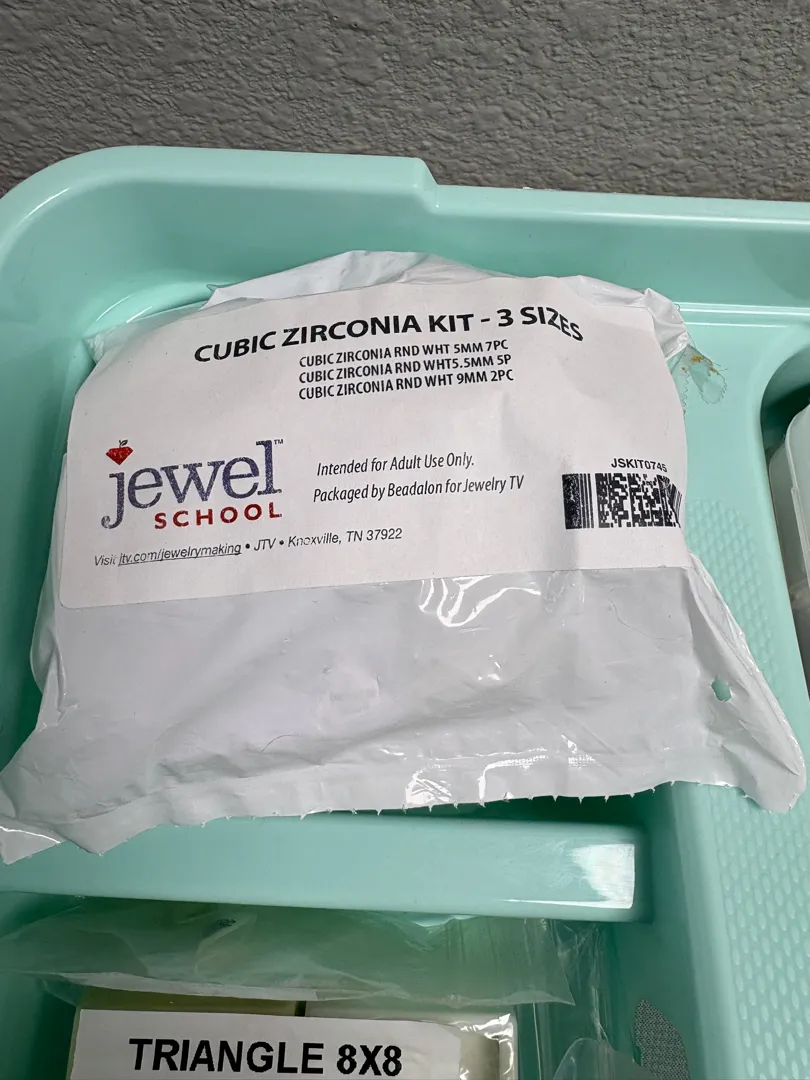 CUBIC ZIRCONIA KIT - 3 SIZES
CUBIC ZIRCONIA RND WHT 5MM 7PC
CUBIC ZIRCONIA RND WHT5.5MM 5P
CUBIC ZIRCONIA RND WHT 9MM 2PC
jewel™
SCHOOL
Intended for Adult Use Only.
Packaged by Beadalon for Jewelry TV
JSKIT0745
Visit jtv.com/jewelrymaking • JTV • Knoxville, TN 37922
TRIANGLE 8X8